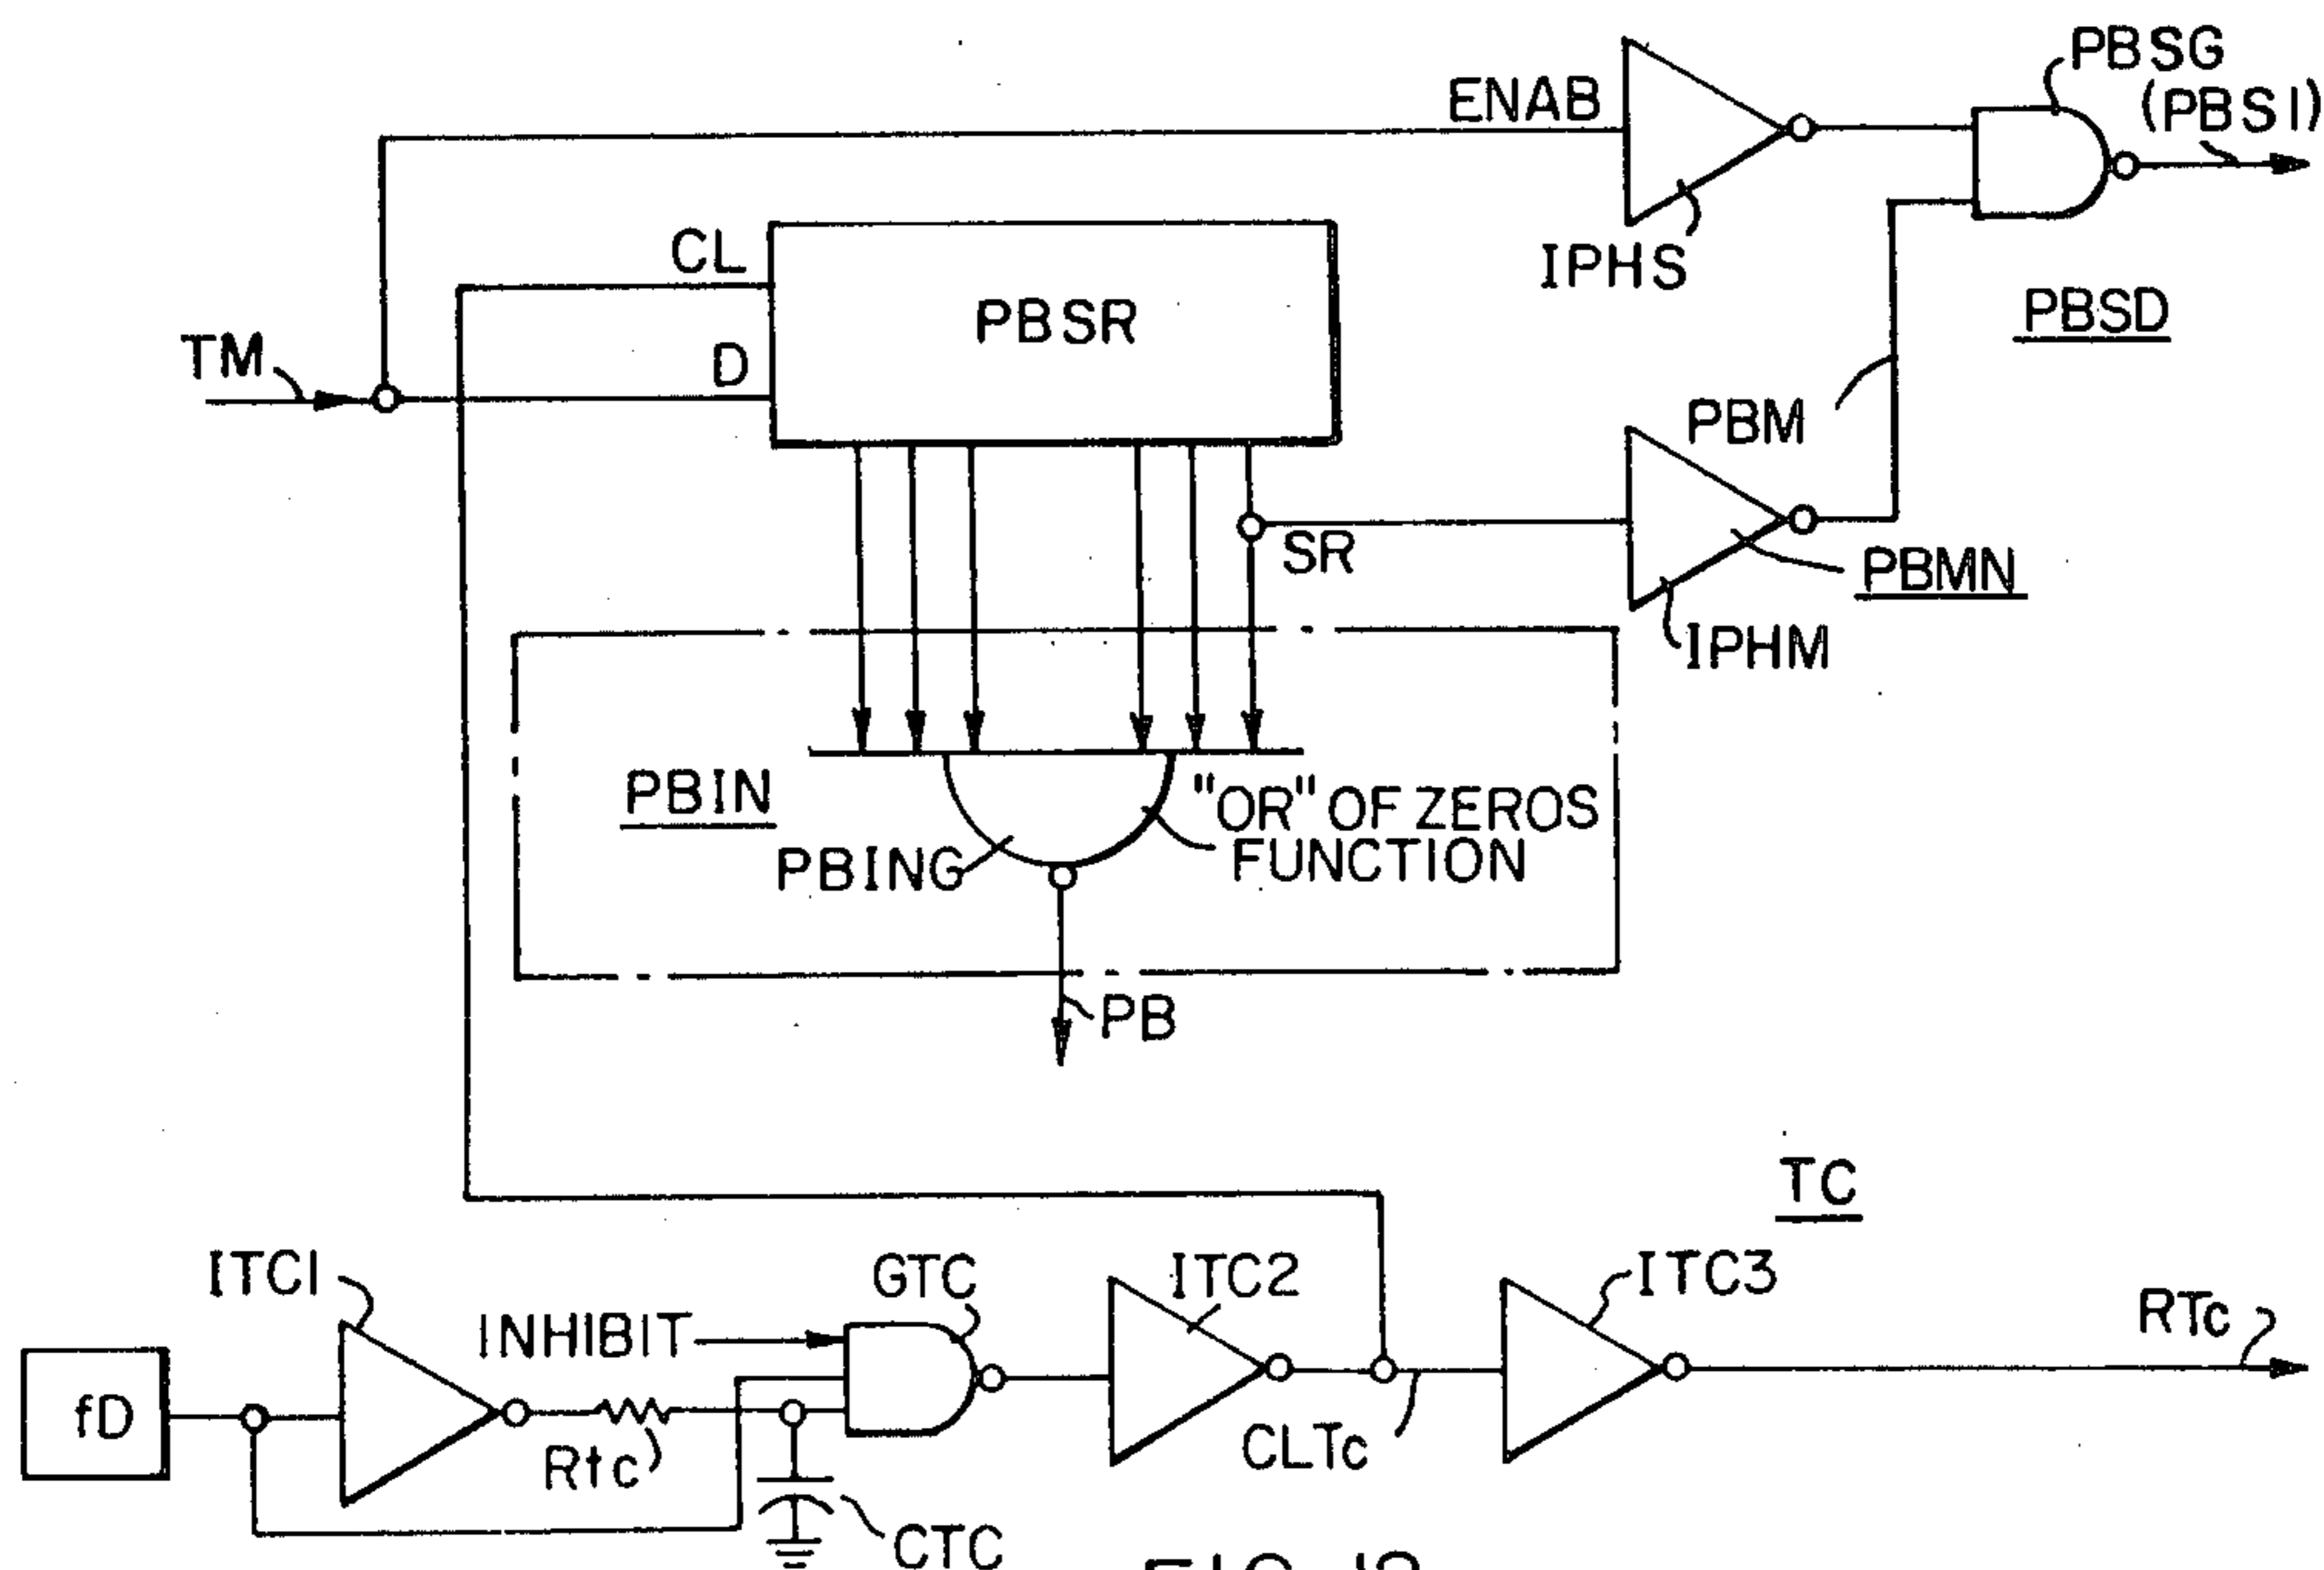 PBSG
(PBSI)
ENAB
IPHS
PBSD
CL
PBSR
TM
D
PBM
SR
PBMN
IPHM
PBIN
"OR" OF ZEROS
FUNCTION
PBING
PB
TC
ITC1
INHIBIT
GTC
ITC2
ITC3
RTc
fD
Rtc
CLTc
CTC